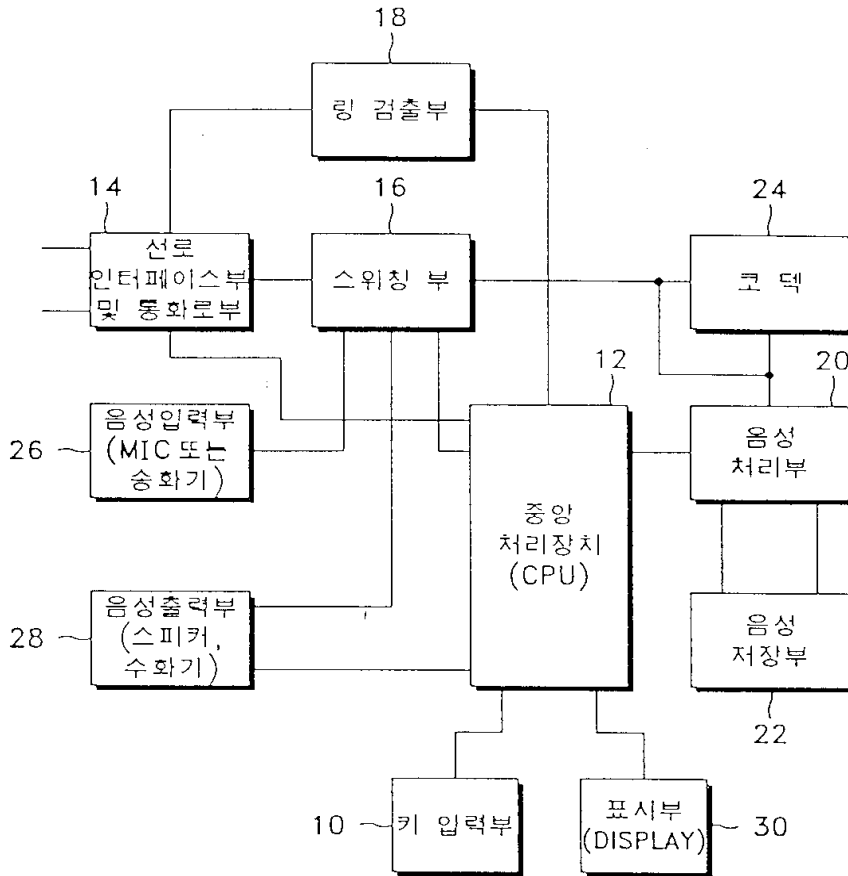 18
링 검출부
14
선로
인터페이스부
및 통화로부
16
스위칭 부
24
코 덱
12
중앙
처리장치
(CPU)
20
음성
처리부
26
음성입력부
(MIC 또는
송화기)
28
음성출력부
(스피커,
수화기)
음성
저장부
22
10
키 입력부
표시부
(DISPLAY)
30